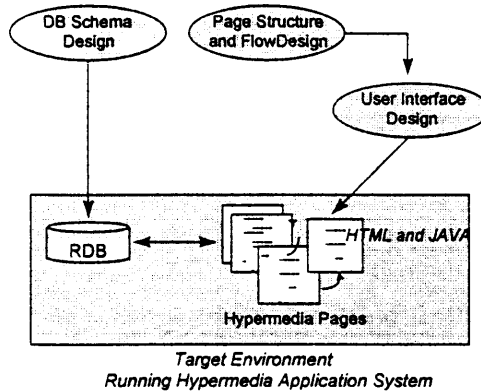 DB Schema
Design
Page Structure
and FlowDesign
User Interface
Design
RDB
HTML and JAVA
Hypermedia Pages
Target Environment
Running Hypermedia Application System